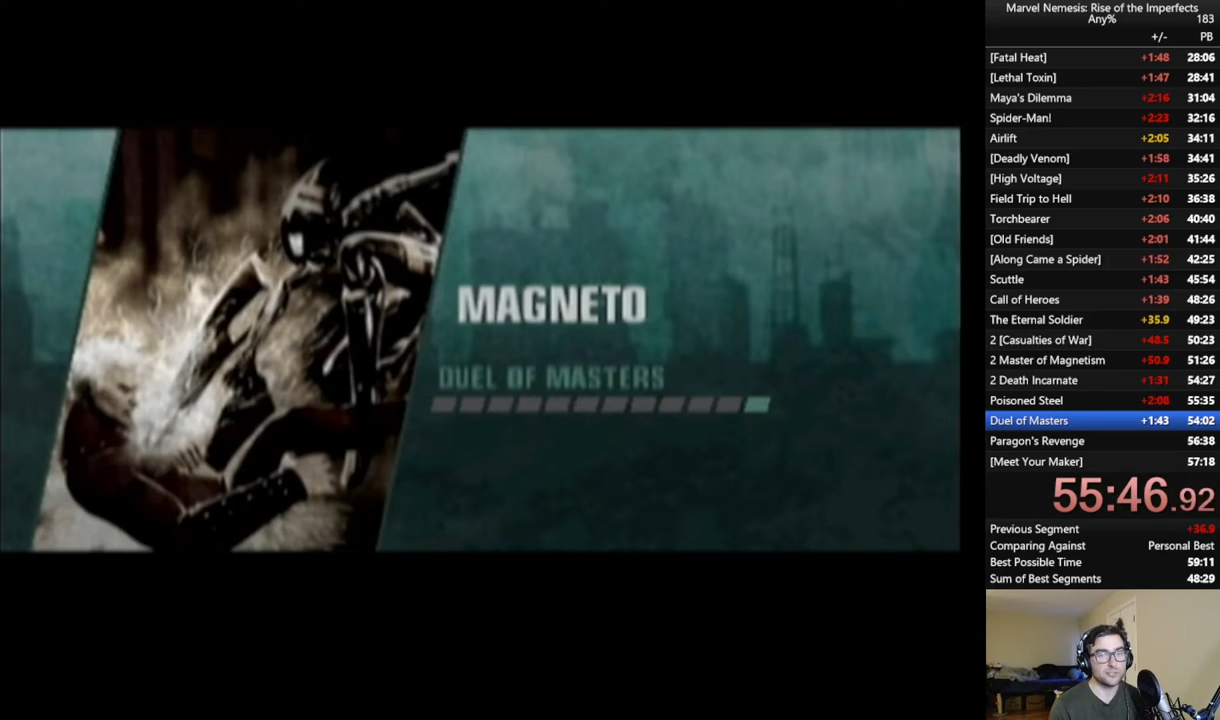 MAGNETO
DUEL OF MASTERS
Marvel Nemesis: Rise of the Imperfects
Any% 183
+/- PB
[Fatal Heat] +1:48 28:06
[Lethal Toxin] +1:47 28:41
Maya's Dilemma +2:16 31:04
Spider-Man! +2:23 32:16
Airlift +2:05 34:11
[Deadly Venom] +1:58 34:41
[High Voltage] +2:11 35:26
Field Trip to Hell +2:10 36:38
Torchbearer +2:06 40:40
[Old Friends] +2:01 41:44
[Along Came a Spider] +1:52 42:25
Scuttle +1:43 45:54
Call of Heroes +1:39 48:26
The Eternal Soldier +35.9 49:23
2 [Casualties of War] +48.5 50:23
2 Master of Magnetism +50.9 51:26
2 Death Incarnate +1:31 54:27
Poisoned Steel +2:08 55:35
Duel of Masters +1:43 54:02
Paragon's Revenge 56:38
[Meet Your Maker] 57:18
55:46.92
Previous Segment +36.9
Comparing Against Personal Best
Best Possible Time 59:11
Sum of Best Segments 48:29